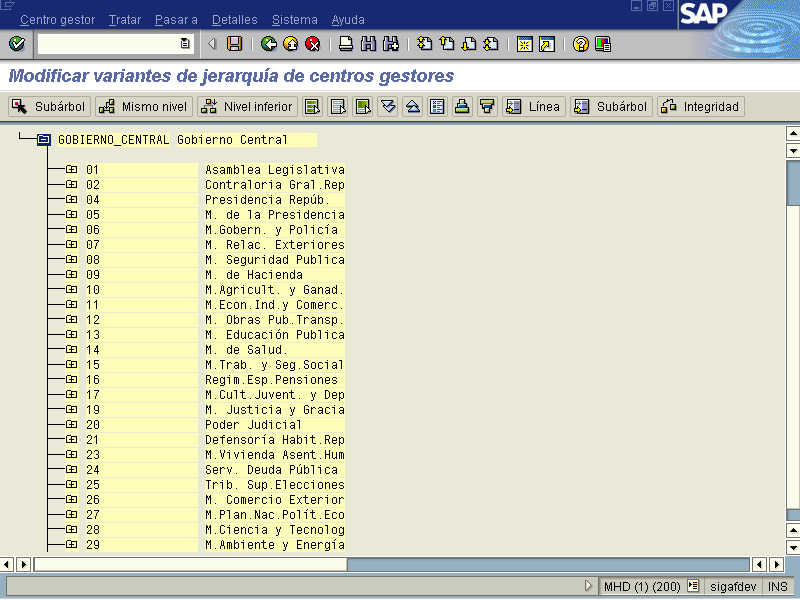 Centro gestor Tratar Pasar a Detalles Sistema Ayuda
SAP
Modificar variantes de jerarquía de centros gestores
Subárbol Mismo nivel Nivel inferior Línea Subárbol Integridad
GOBIERNO_CENTRAL Gobierno Central
01 Asamblea Legislativa
02 Contraloria Gral.Rep
04 Presidencia Repúb.
05 M. de la Presidencia
06 M.Gobern. y Policía
07 M. Relac. Exteriores
08 M. Seguridad Publica
09 M. de Hacienda
10 M.Agricult. y Ganad.
11 M.Econ.Ind.y Comerc.
12 M. Obras Pub.Transp.
13 M. Educación Publica
14 M. de Salud.
15 M.Trab. y Seg.Social
16 Regim.Esp.Pensiones
17 M.Cult.Juvent. y Dep
19 M. Justicia y Gracia
20 Poder Judicial
21 Defensoría Habit.Rep
23 M.Vivienda Asent.Hum
24 Serv. Deuda Pública
25 Trib. Sup.Elecciones
26 M. Comercio Exterior
27 M.Plan.Nac.Polít.Eco
28 M.Ciencia y Tecnolog
29 M.Ambiente y Energía
MHD (1) (200) sigafdev INS